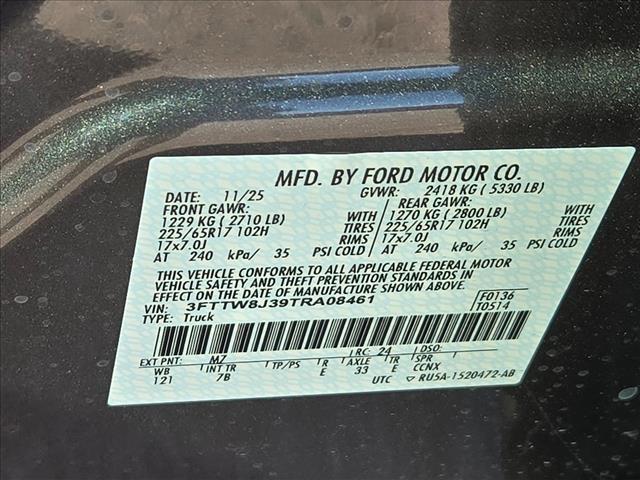 MFD. BY FORD MOTOR CO.
DATE: 11/25 GVWR: 2418 KG ( 5330 LB)
FRONT GAWR: REAR GAWR:
1229 KG ( 2710 LB) WITH 1270 KG ( 2800 LB) WITH
225/65R17 102H TIRES 225/65R17 102H TIRES
17x7.0J RIMS 17x7.0J RIMS
AT 240 kPa/ 35 PSI COLD AT 240 kPa/ 35 PSI COLD
THIS VEHICLE CONFORMS TO ALL APPLICABLE FEDERAL MOTOR
VEHICLE SAFETY AND THEFT PREVENTION STANDARDS IN
EFFECT ON THE DATE OF MANUFACTURE SHOWN ABOVE.
VIN: 3FTTW8J39TRA08461 F0136
TYPE: Truck T0514
EXT PNT: MZ RC: 24 DSO:
WB INT TR TP/PS R AXLE TR SPR
121 7B E 33 E CCNX
UTC ▽ RU5A-1520472-AB